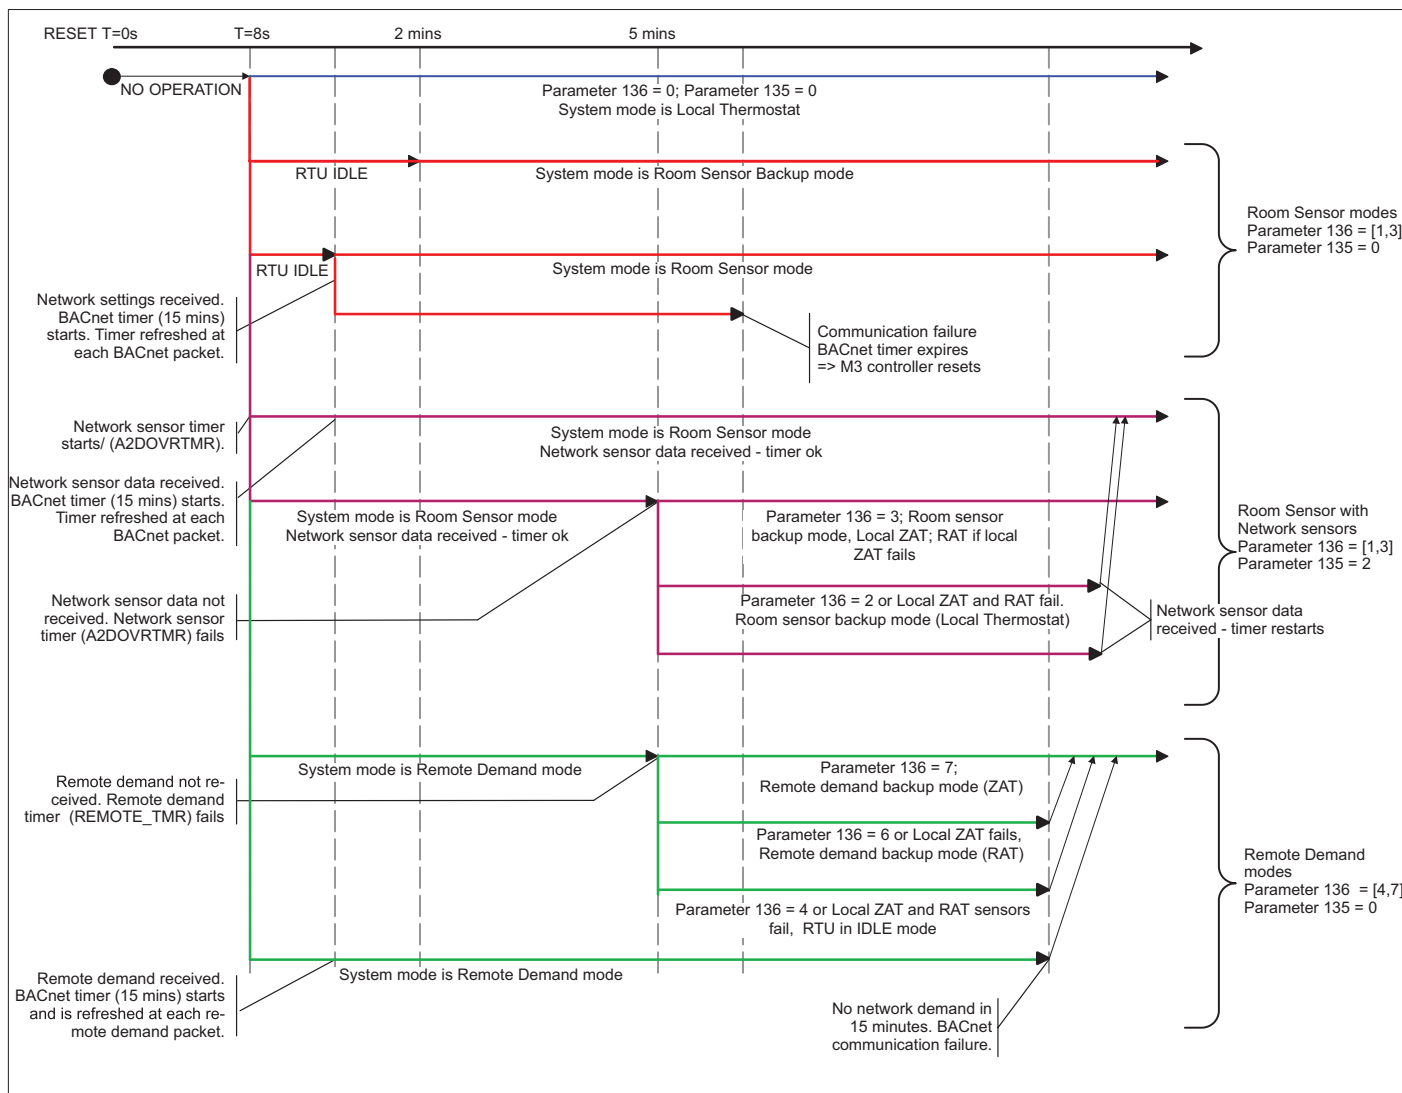 RESET T=0s
T=8s
2 mins
5 mins
NO OPERATION
Parameter 136 = 0; Parameter 135 = 0
System mode is Local Thermostat
RTU IDLE
System mode is Room Sensor Backup mode
Room Sensor modes
Parameter 136 = [1,3]
Parameter 135 = 0
RTU IDLE
System mode is Room Sensor mode
Network settings received.
BACnet timer (15 mins)
starts. Timer refreshed at
each BACnet packet.
Communication failure
BACnet timer expires
=> M3 controller resets
Network sensor timer
starts/ (A2DOVRTMR).
System mode is Room Sensor mode
Network sensor data received - timer ok
Network sensor data received.
BACnet timer (15 mins) starts.
Timer refreshed at each
BACnet packet.
System mode is Room Sensor mode
Network sensor data received - timer ok
Parameter 136 = 3; Room sensor
backup mode, Local ZAT; RAT if local
ZAT fails
Room Sensor with
Network sensors
Parameter 136 = [1,3]
Parameter 135 = 2
Network sensor data not
received. Network sensor
timer (A2DOVRTMR) fails
Parameter 136 = 2 or Local ZAT and RAT fail.
Room sensor backup mode (Local Thermostat)
Network sensor data
received - timer restarts
System mode is Remote Demand mode
Parameter 136 = 7;
Remote demand backup mode (ZAT)
Remote demand not re-
ceived. Remote demand
timer (REMOTE_TMR) fails
Parameter 136 = 6 or Local ZAT fails,
Remote demand backup mode (RAT)
Remote Demand
modes
Parameter 136 = [4,7]
Parameter 135 = 0
Parameter 136 = 4 or Local ZAT and RAT sensors
fail, RTU in IDLE mode
System mode is Remote Demand mode
Remote demand received.
BACnet timer (15 mins) starts
and is refreshed at each re-
mote demand packet.
No network demand in
15 minutes. BACnet
communication failure.